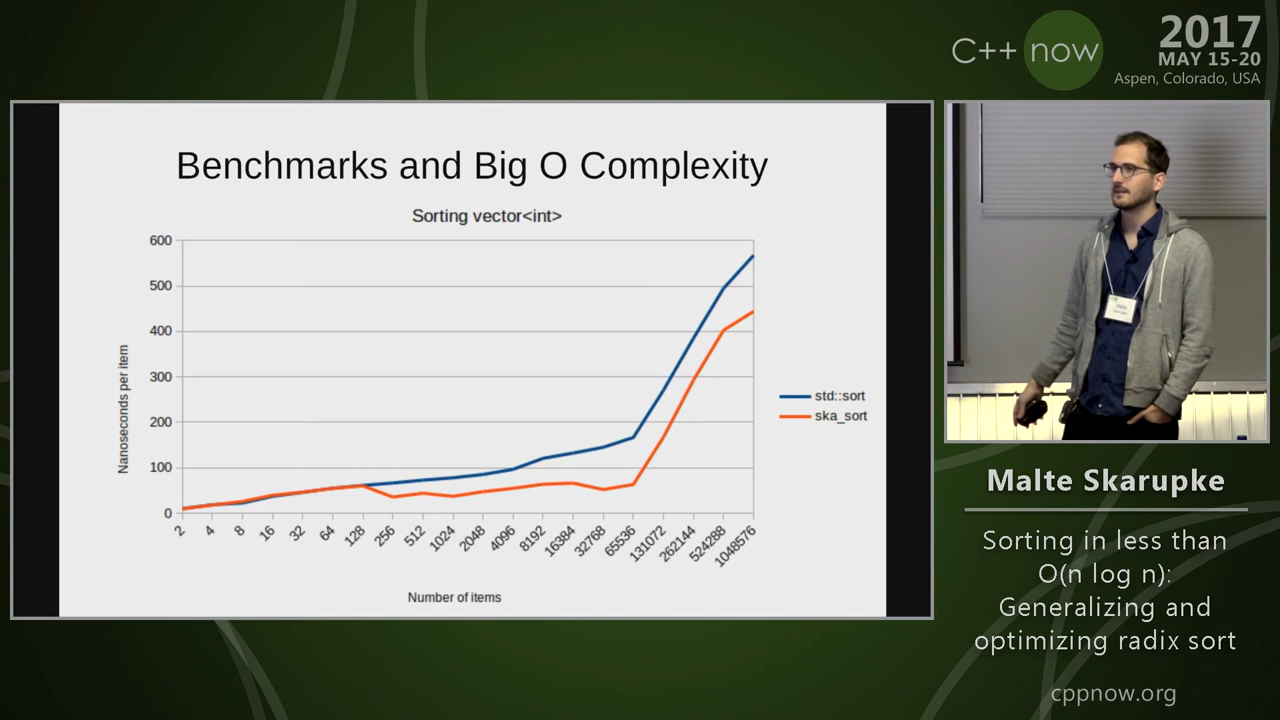 C++ now
2017
MAY 15-20
Aspen, Colorado, USA
Benchmarks and Big O Complexity
Sorting vector<int>
600
500
400
300
200
100
0
Nanoseconds per item
2
4
8
16
32
64
128
256
512
1024
2048
4096
8192
16384
32768
65536
131072
262144
524288
1048576
Number of items
std::sort
ska_sort
Malte Skarupke
Sorting in less than
O(n log n):
Generalizing and
optimizing radix sort
cppnow.org